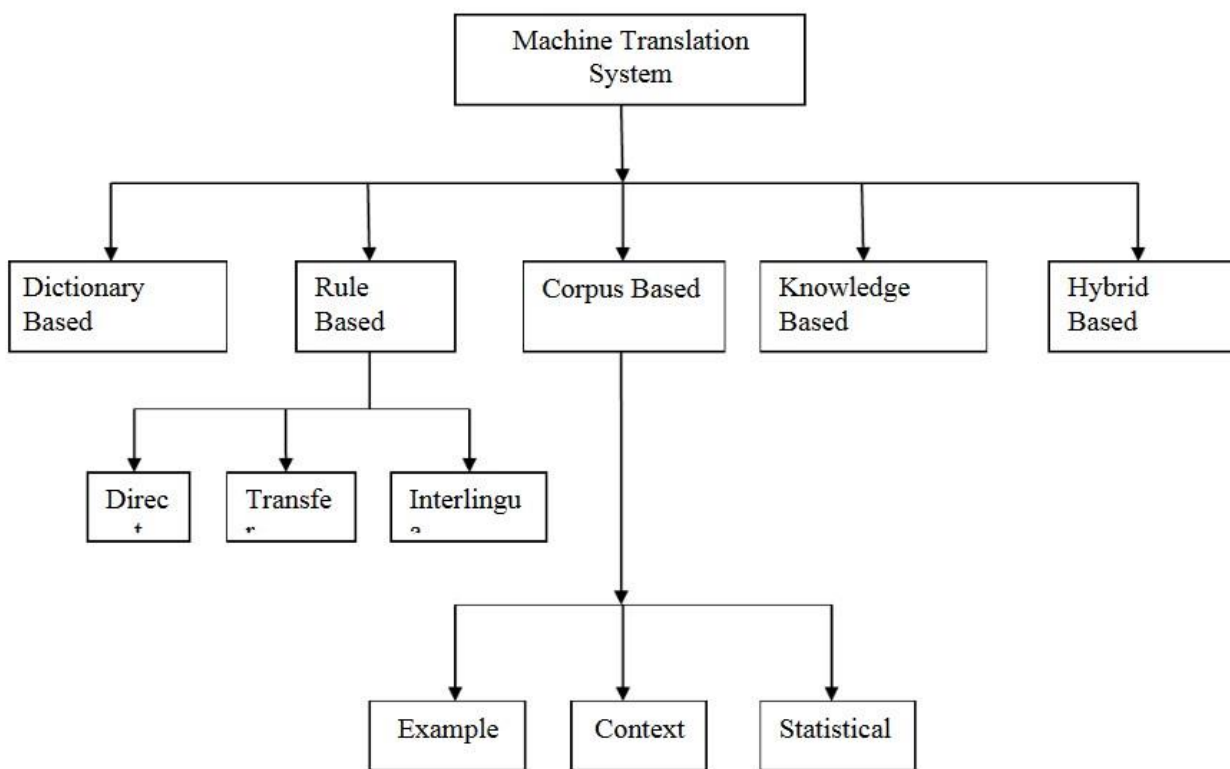 Machine Translation
System
Dictionary
Based
Rule
Based
Corpus Based
Knowledge
Based
Hybrid
Based
Direc
t
Transfe
r
Interlingu
a
Example
Context
Statistical